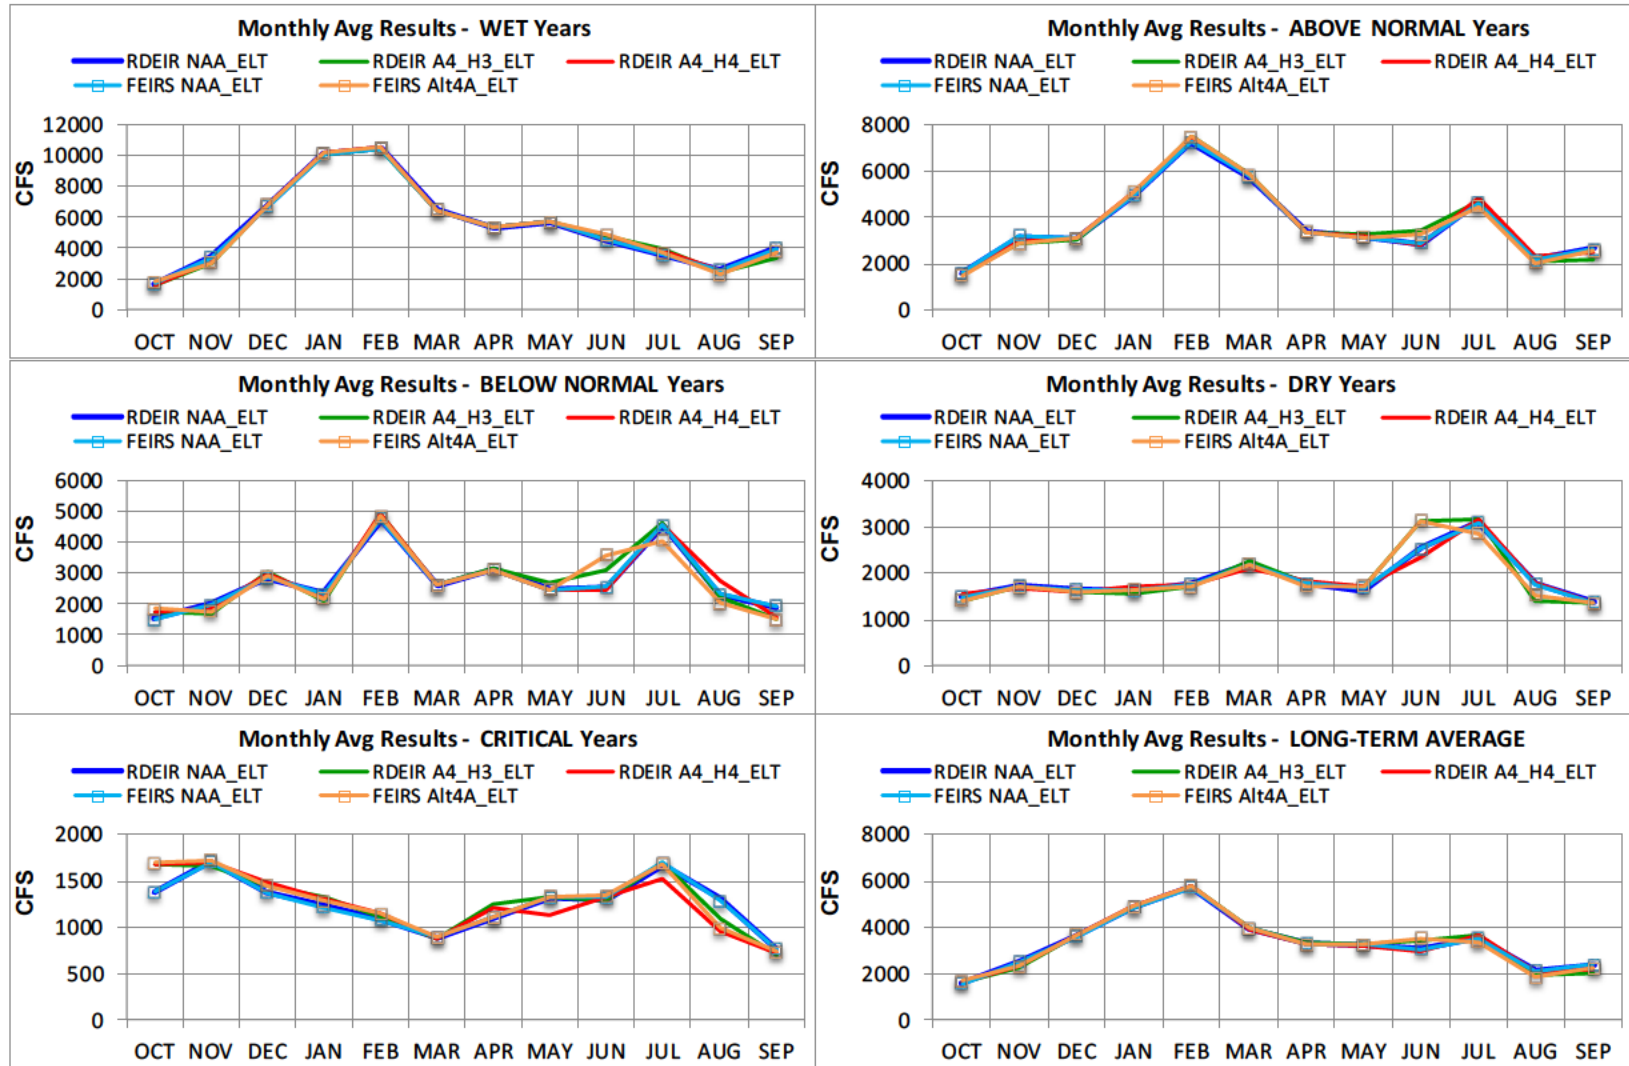 Monthly Avg Results - WET Years
RDEIR NAA_ELT RDEIR A4_H3_ELT RDEIR A4_H4_ELT
FEIRS NAA_ELT FEIRS Alt4A_ELT
CFS
12000
10000
8000
6000
4000
2000
0
OCT NOV DEC JAN FEB MAR APR MAY JUN JUL AUG SEP
Monthly Avg Results - ABOVE NORMAL Years
RDEIR NAA_ELT RDEIR A4_H3_ELT RDEIR A4_H4_ELT
FEIRS NAA_ELT FEIRS Alt4A_ELT
CFS
8000
6000
4000
2000
0
OCT NOV DEC JAN FEB MAR APR MAY JUN JUL AUG SEP
Monthly Avg Results - BELOW NORMAL Years
RDEIR NAA_ELT RDEIR A4_H3_ELT RDEIR A4_H4_ELT
FEIRS NAA_ELT FEIRS Alt4A_ELT
CFS
6000
5000
4000
3000
2000
1000
0
OCT NOV DEC JAN FEB MAR APR MAY JUN JUL AUG SEP
Monthly Avg Results - DRY Years
RDEIR NAA_ELT RDEIR A4_H3_ELT RDEIR A4_H4_ELT
FEIRS NAA_ELT FEIRS Alt4A_ELT
CFS
4000
3000
2000
1000
0
OCT NOV DEC JAN FEB MAR APR MAY JUN JUL AUG SEP
Monthly Avg Results - CRITICAL Years
RDEIR NAA_ELT RDEIR A4_H3_ELT RDEIR A4_H4_ELT
FEIRS NAA_ELT FEIRS Alt4A_ELT
CFS
2000
1500
1000
500
0
OCT NOV DEC JAN FEB MAR APR MAY JUN JUL AUG SEP
Monthly Avg Results - LONG-TERM AVERAGE
RDEIR NAA_ELT RDEIR A4_H3_ELT RDEIR A4_H4_ELT
FEIRS NAA_ELT FEIRS Alt4A_ELT
CFS
8000
6000
4000
2000
0
OCT NOV DEC JAN FEB MAR APR MAY JUN JUL AUG SEP